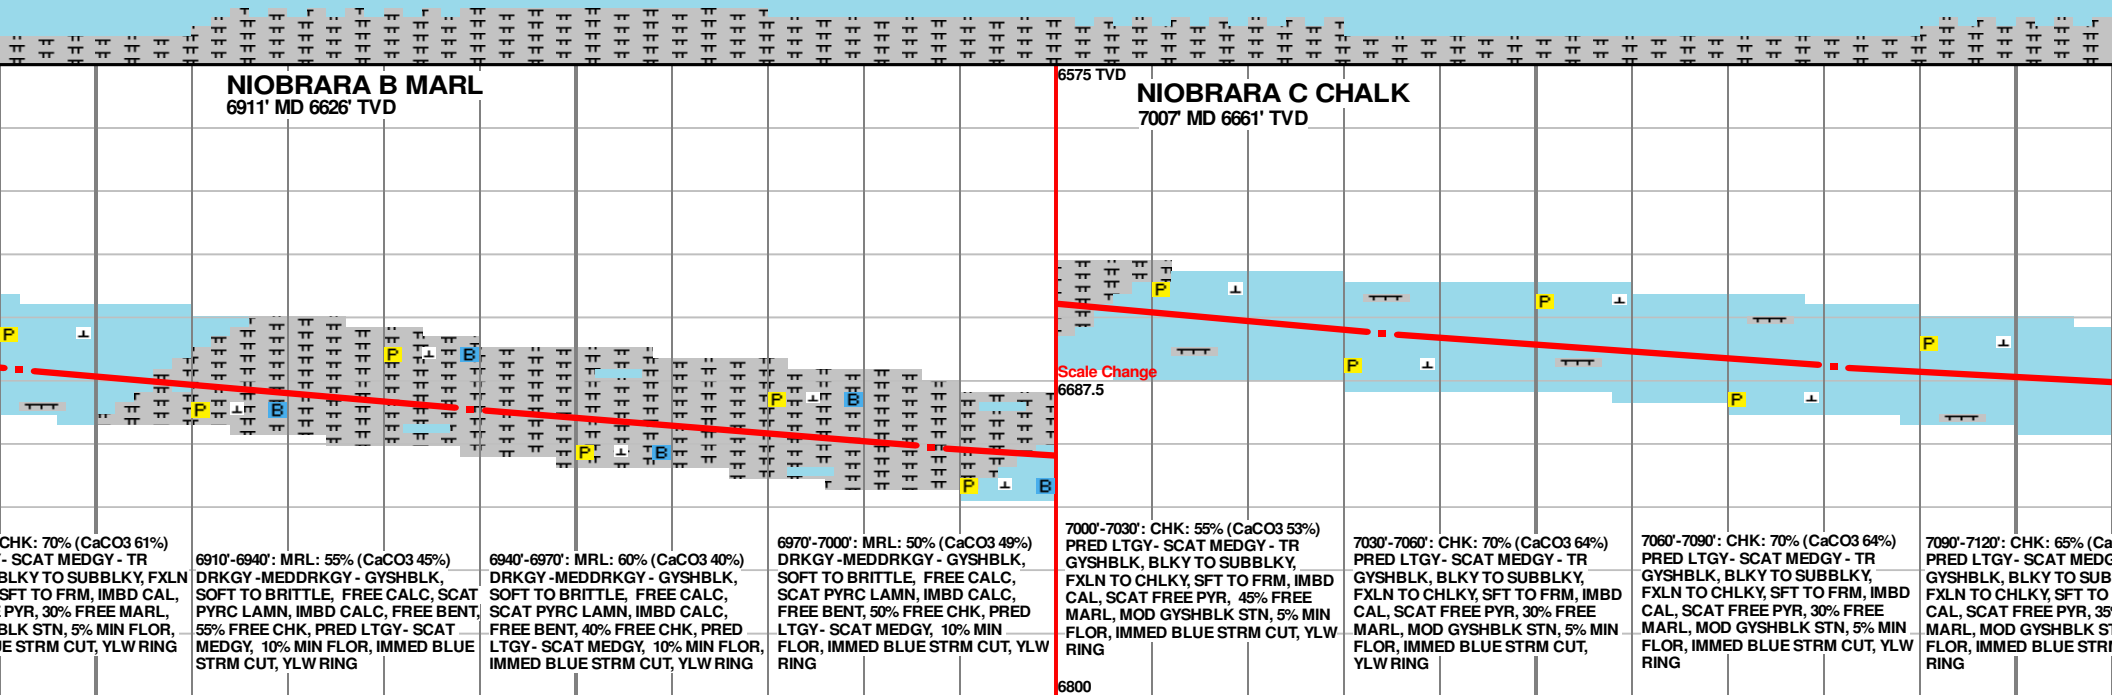 NIOBRARA B MARL
6911' MD 6626' TVD
6575 TVD
NIOBRARA C CHALK
7007' MD 6661' TVD
P
P
P
B
B
P
B
P
B
P
B
Scale Change
6687.5
P
P
P
P
P
CHK: 70% (CaCO3 61%)
- SCAT MEDGY - TR
BLKY TO SUBBLKY, FXLN
SFT TO FRM, IMBD CAL,
PYR, 30% FREE MARL,
BLK STN, 5% MIN FLOR,
UE STRM CUT, YLW RING
6910'-6940': MRL: 55% (CaCO3 45%)
DRKGY -MEDDRKGY - GYSHBLK,
SOFT TO BRITTLE, FREE CALC, SCAT
PYRC LAMN, IMBD CALC, FREE BENT,
55% FREE CHK, PRED LTGY- SCAT
MEDGY, 10% MIN FLOR, IMMED BLUE
STRM CUT, YLW RING
6940'-6970': MRL: 60% (CaCO3 40%)
DRKGY -MEDDRKGY - GYSHBLK,
SOFT TO BRITTLE, FREE CALC,
SCAT PYRC LAMN, IMBD CALC,
FREE BENT, 40% FREE CHK, PRED
LTGY- SCAT MEDGY, 10% MIN FLOR,
IMMED BLUE STRM CUT, YLW RING
6970'-7000': MRL: 50% (CaCO3 49%)
DRKGY -MEDDRKGY - GYSHBLK,
SOFT TO BRITTLE, FREE CALC,
SCAT PYRC LAMN, IMBD CALC,
FREE BENT, 50% FREE CHK, PRED
LTGY- SCAT MEDGY, 10% MIN
FLOR, IMMED BLUE STRM CUT, YLW
RING
7000'-7030': CHK: 55% (CaCO3 53%)
PRED LTGY- SCAT MEDGY - TR
GYSHBLK, BLKY TO SUBBLKY,
FXLN TO CHLKY, SFT TO FRM, IMBD
CAL, SCAT FREE PYR, 45% FREE
MARL, MOD GYSHBLK STN, 5% MIN
FLOR, IMMED BLUE STRM CUT, YLW
RING
7030'-7060': CHK: 70% (CaCO3 64%)
PRED LTGY- SCAT MEDGY - TR
GYSHBLK, BLKY TO SUBBLKY,
FXLN TO CHLKY, SFT TO FRM, IMBD
CAL, SCAT FREE PYR, 30% FREE
MARL, MOD GYSHBLK STN, 5% MIN
FLOR, IMMED BLUE STRM CUT,
YLW RING
7060'-7090': CHK: 70% (CaCO3 64%)
PRED LTGY- SCAT MEDGY - TR
GYSHBLK, BLKY TO SUBBLKY,
FXLN TO CHLKY, SFT TO FRM, IMBD
CAL, SCAT FREE PYR, 30% FREE
MARL, MOD GYSHBLK STN, 5% MIN
FLOR, IMMED BLUE STRM CUT, YLW
RING
7090'-7120': CHK: 65% (Ca
PRED LTGY- SCAT MEDG
GYSHBLK, BLKY TO SUB
FXLN TO CHLKY, SFT TO
CAL, SCAT FREE PYR, 35
MARL, MOD GYSHBLK ST
FLOR, IMMED BLUE STRM
RING
6800